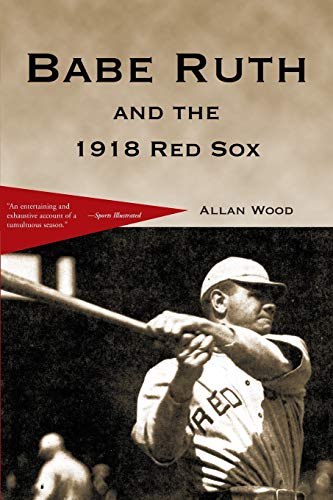 BABE RUTH
AND THE
1918 RED SOX
"An entertaining and
exhaustive account of a
tumultuous season."
—Sports Illustrated
ALLAN WOOD
RED